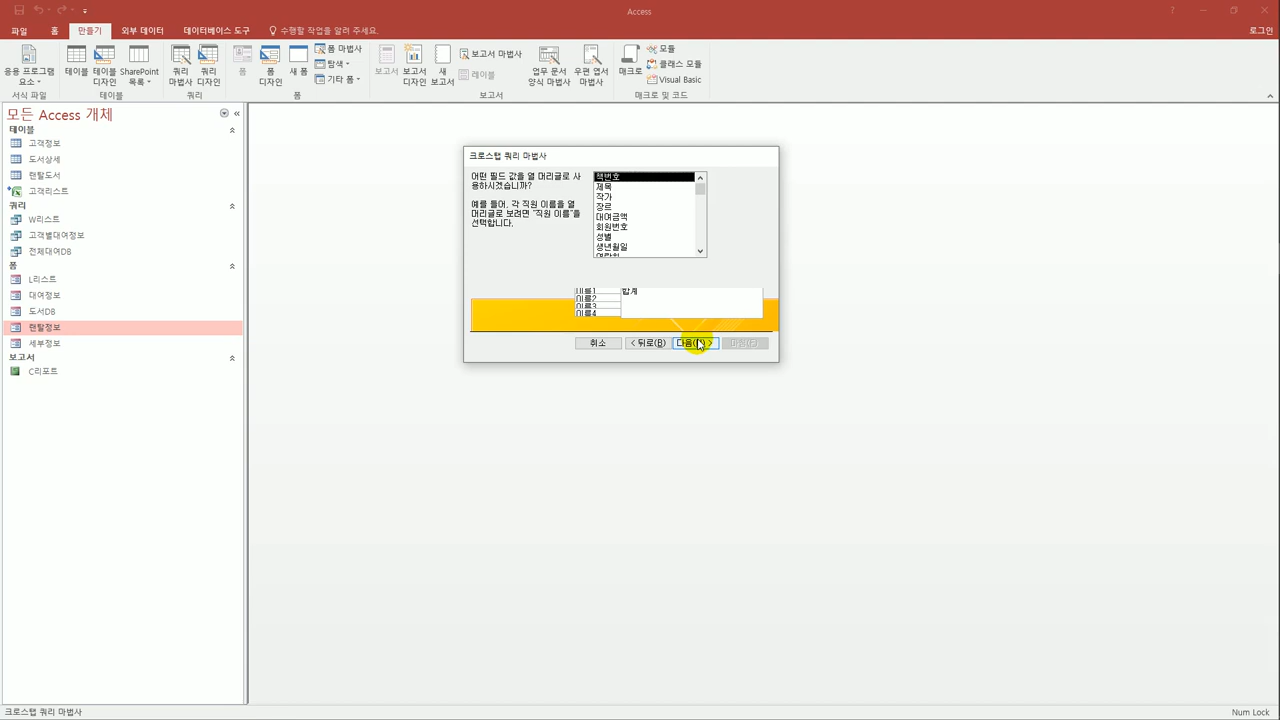 Access
파일 홈 만들기 외부 데이터 데이터베이스 도구 수행할 작업을 알려 주세요. 로그인
응용 프로그램 요소
테이블
테이블 디자인
SharePoint 목록
쿼리 마법사
쿼리 디자인
폼
폼 디자인
새 폼
폼 마법사
탐색
기타 폼
보고서
보고서 디자인
새 보고서
보고서 마법사
레이블
업무 문서 양식 마법사
우편 엽서 마법사
매크로
모듈
클래스 모듈
Visual Basic
서식 파일 테이블 쿼리 폼 보고서 매크로 및 코드
모든 Access 개체
테이블
고객정보
도서상세
랜탈도서
고객리스트
쿼리
W리스트
고객별대여정보
전체대여DB
폼
L리스트
대여정보
도서DB
랜탈정보
세부정보
보고서
C리포트
크로스탭 쿼리 마법사
어떤 필드 값을 열 머리글로 사
용하시겠습니까?
예를 들어, 각 직원 이름을 열
머리글로 보려면 "직원 이름"을
선택합니다.
책번호
제목
작가
장르
대여금액
회원번호
성별
생년월일
이름1 합계
이름2
이름3
이름4
취소 < 뒤로(B) 다음(N) > 마침(F)
크로스탭 쿼리 마법사 Num Lock